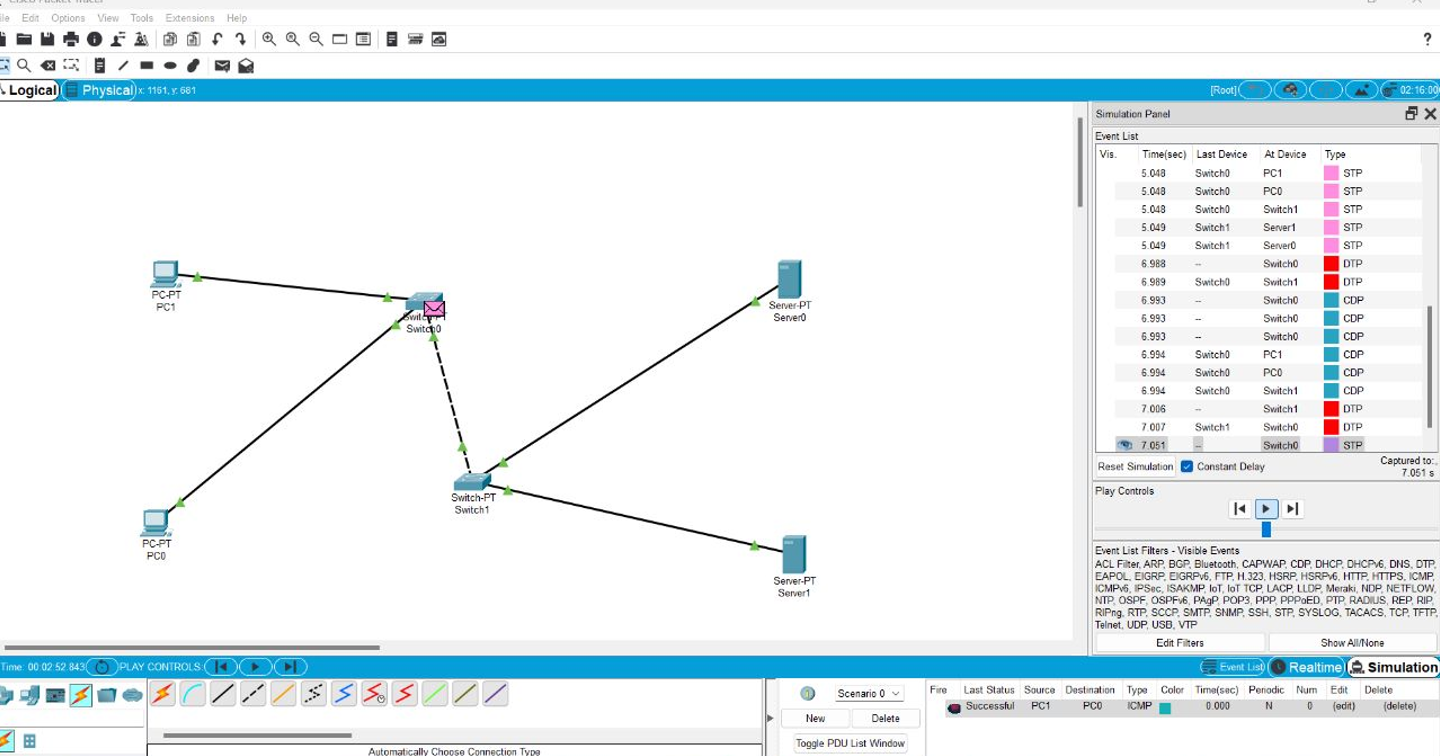 Cisco Packet Tracer
ile Edit Options View Tools Extensions Help
?
Logical Physical x: 1161, y: 681 [Root] 02:16:00
Simulation Panel
Event List
Vis. Time(sec) Last Device At Device Type
5.048 Switch0 PC1 STP
5.048 Switch0 PC0 STP
5.048 Switch0 Switch1 STP
5.049 Switch1 Server1 STP
5.049 Switch1 Server0 STP
6.988 -- Switch0 DTP
6.989 Switch0 Switch1 DTP
6.993 -- Switch0 CDP
6.993 -- Switch0 CDP
6.993 -- Switch0 CDP
6.994 Switch0 PC1 CDP
6.994 Switch0 PC0 CDP
6.994 Switch0 Switch1 CDP
7.006 -- Switch1 DTP
7.007 Switch1 Switch0 DTP
7.051 -- Switch0 STP
PC-PT
PC1
Switch-PT
Switch0
Server-PT
Server0
Switch-PT
Switch1
PC-PT
PC0
Server-PT
Server1
Reset Simulation Constant Delay Captured to:
7.051 s
Play Controls
Event List Filters - Visible Events
ACL Filter, ARP, BGP, Bluetooth, CAPWAP, CDP, DHCP, DHCPv6, DNS, DTP,
EAPOL, EIGRP, EIGRPv6, FTP, H.323, HSRP, HSRPv6, HTTP, HTTPS, ICMP,
ICMPv6, IPSec, ISAKMP, IoT, IoT TCP, LACP, LLDP, Meraki, NDP, NETFLOW,
NTP, OSPF, OSPFv6, PAgP, POP3, PPP, PPPoED, PTP, RADIUS, REP, RIP,
RIPng, RTP, SCCP, SMTP, SNMP, SSH, STP, SYSLOG, TACACS, TCP, TFTP,
Telnet, UDP, USB, VTP
Edit Filters Show All/None
Time: 00:02:52.843 PLAY CONTROLS: Event List Realtime Simulation
Scenario 0
New Delete
Toggle PDU List Window
Fire Last Status Source Destination Type Color Time(sec) Periodic Num Edit Delete
Successful PC1 PC0 ICMP 0.000 N 0 (edit) (delete)
Automatically Choose Connection Type